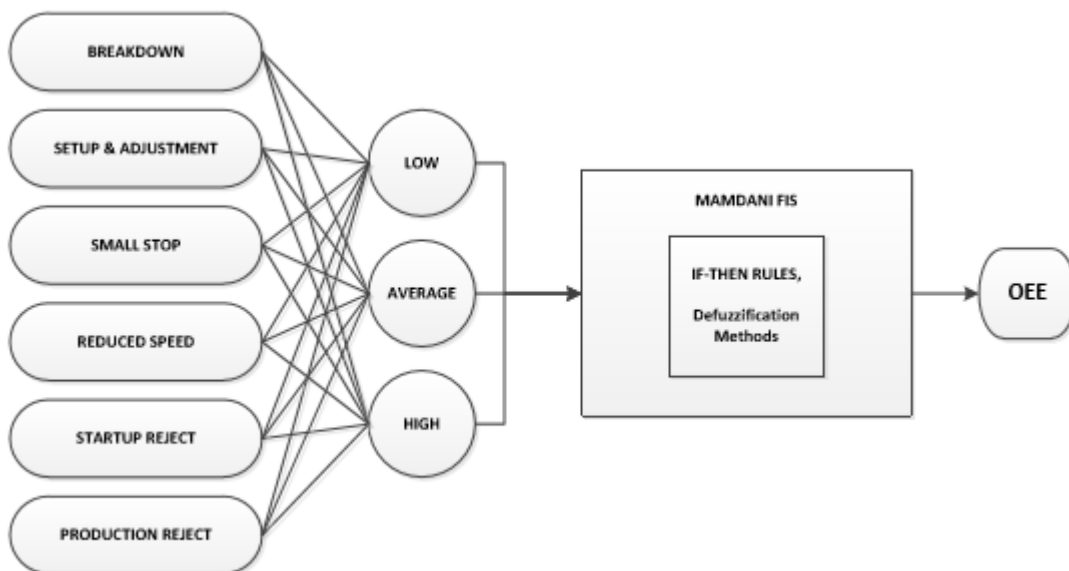 BREAKDOWN
SETUP & ADJUSTMENT
SMALL STOP
REDUCED SPEED
STARTUP REJECT
PRODUCTION REJECT
LOW
AVERAGE
HIGH
MAMDANI FIS
IF-THEN RULES,
Defuzzification
Methods
OEE